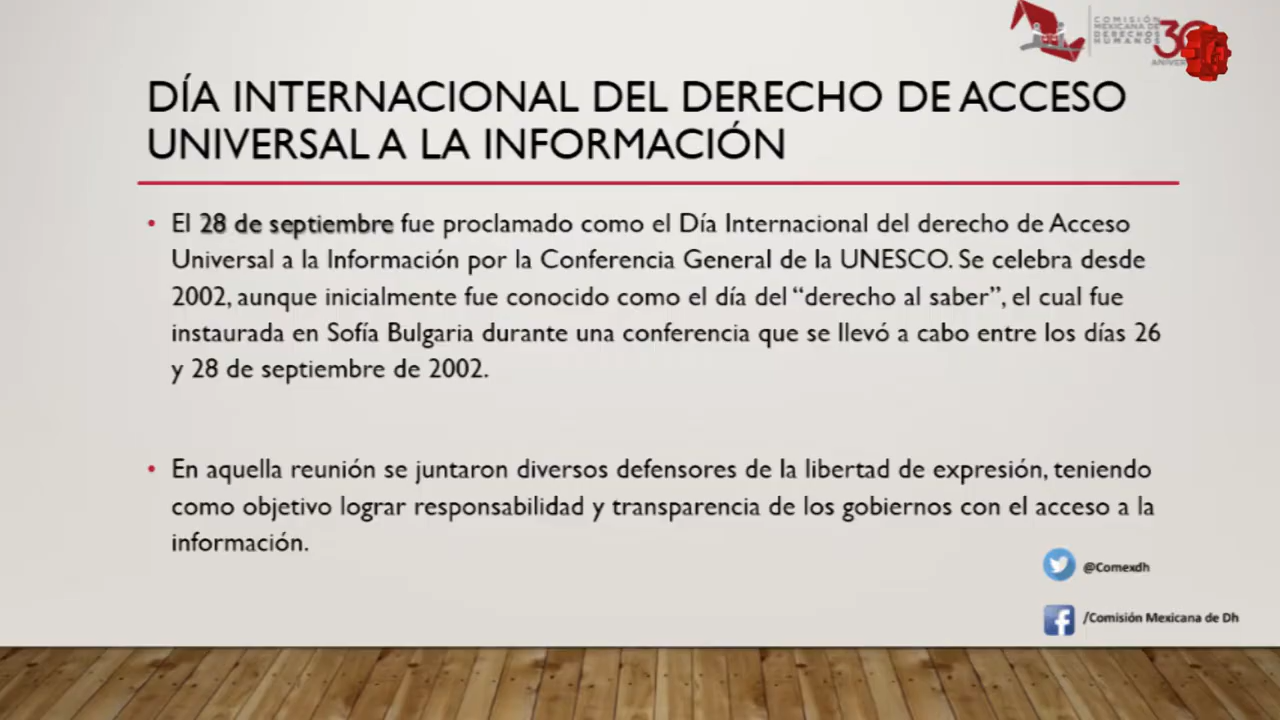 COMISIÓN
MEXICANA DE
DERECHOS
HUMANOS
DÍA INTERNACIONAL DEL DERECHO DE ACCESO
UNIVERSAL A LA INFORMACIÓN
• El 28 de septiembre fue proclamado como el Día Internacional del derecho de Acceso
Universal a la Información por la Conferencia General de la UNESCO. Se celebra desde
2002, aunque inicialmente fue conocido como el día del “derecho al saber”, el cual fue
instaurada en Sofía Bulgaria durante una conferencia que se llevó a cabo entre los días 26
y 28 de septiembre de 2002.
• En aquella reunión se juntaron diversos defensores de la libertad de expresión, teniendo
como objetivo lograr responsabilidad y transparencia de los gobiernos con el acceso a la
información.
@Comexdh
/Comisión Mexicana de Dh